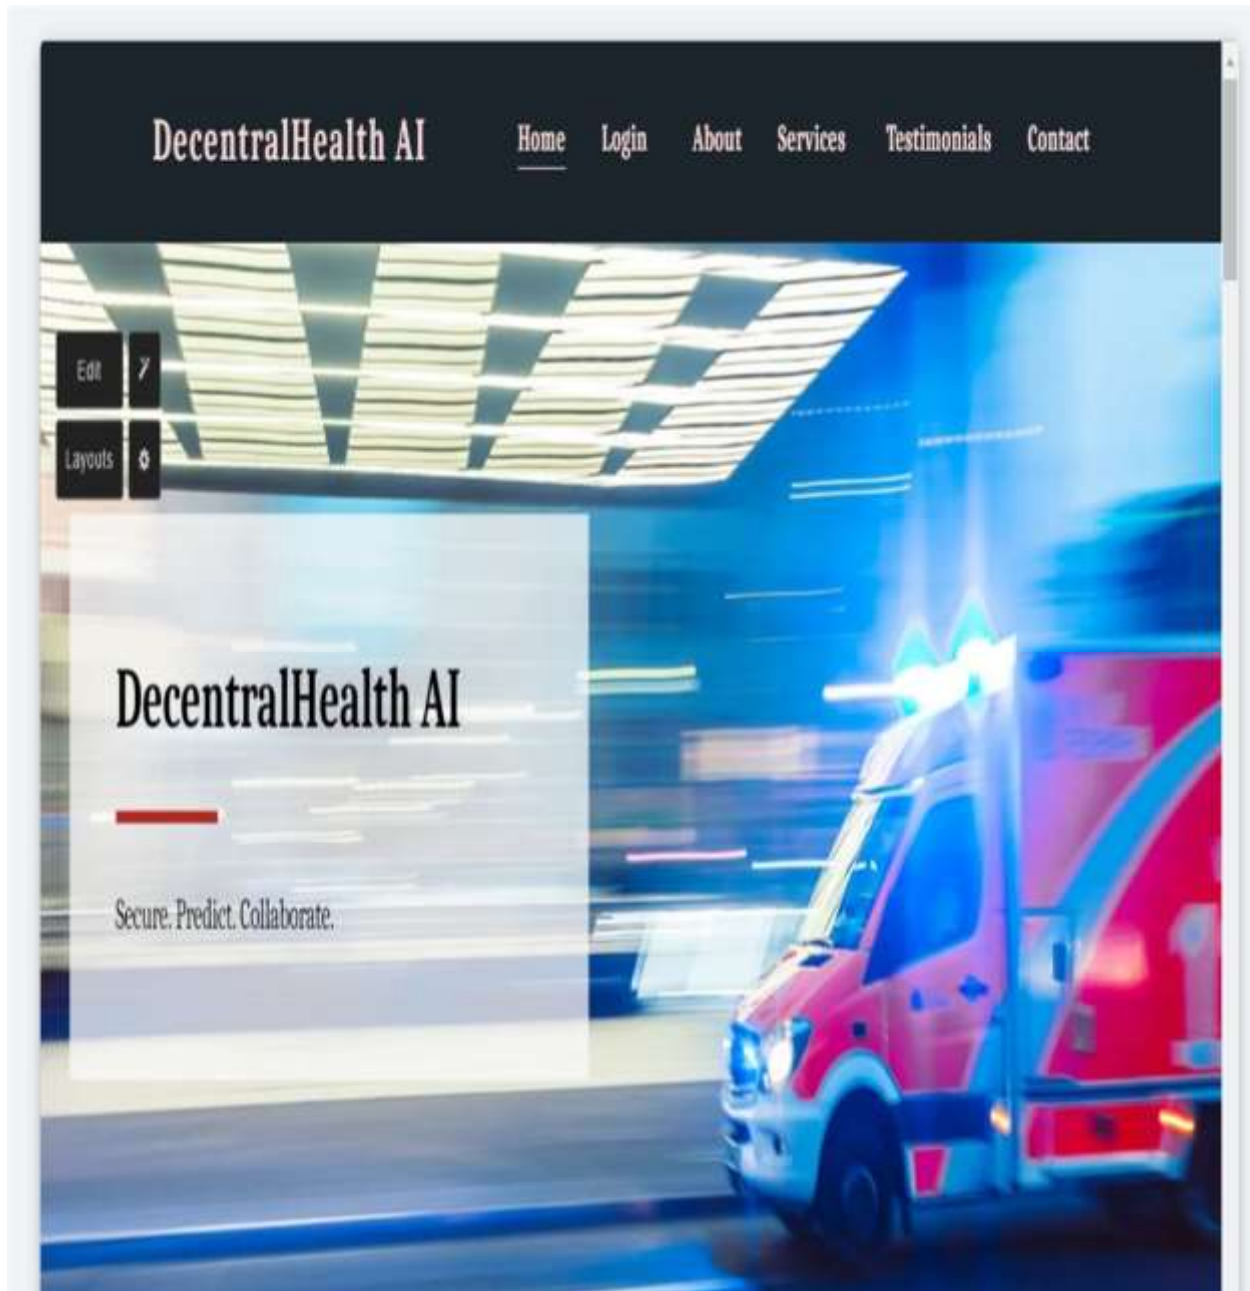 DecentralHealth AI Home Login About Services Testimonials Contact
Edit
Layouts
DecentralHealth AI
Secure. Predict. Collaborate.